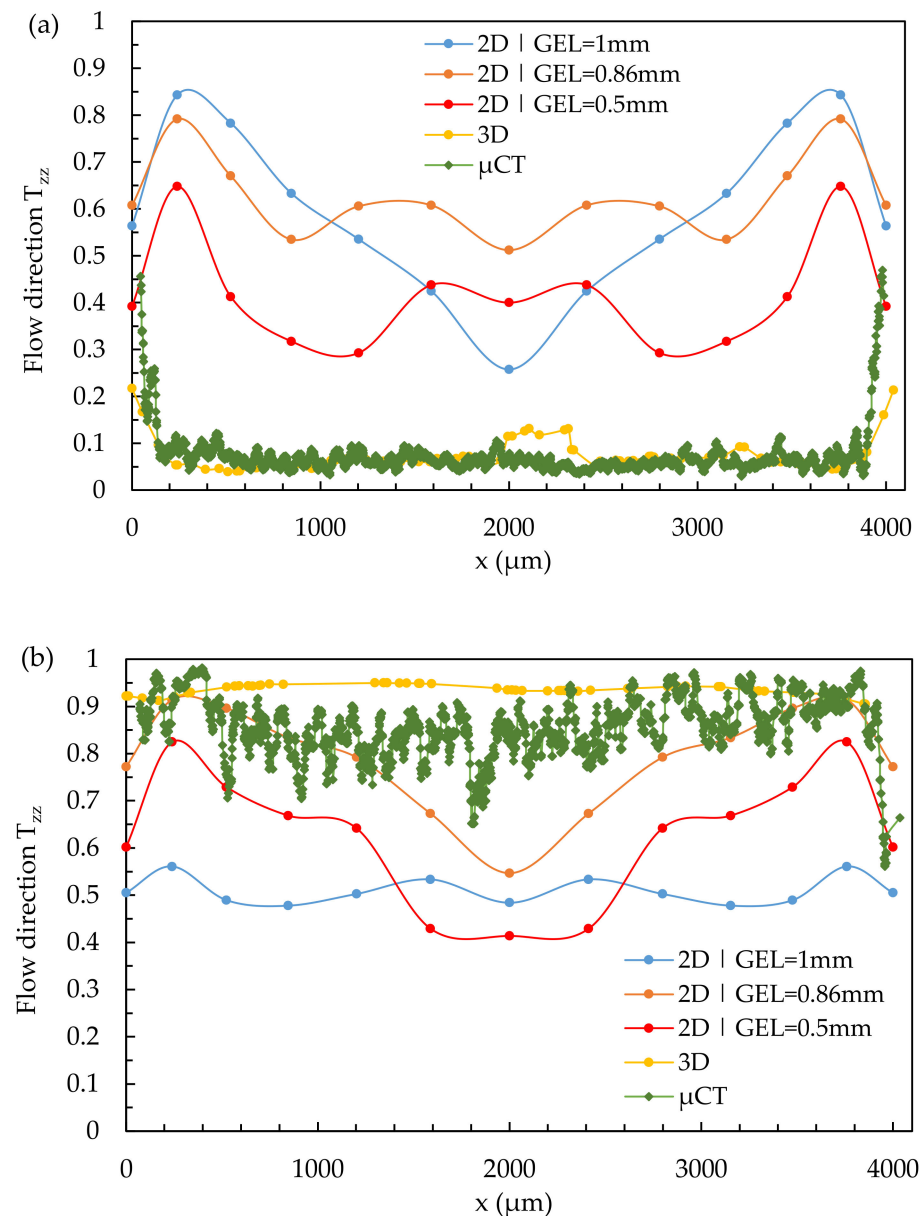 (a)
1
0.9
0.8
0.7
0.6
0.5
0.4
0.3
0.2
0.1
0
Flow direction Tzz
2D | GEL=1mm
2D | GEL=0.86mm
2D | GEL=0.5mm
3D
μCT
0 1000 2000 3000 4000
x (μm)
(b)
1
0.9
0.8
0.7
0.6
0.5
0.4
0.3
0.2
0.1
0
Flow direction Tzz
2D | GEL=1mm
2D | GEL=0.86mm
2D | GEL=0.5mm
3D
μCT
0 1000 2000 3000 4000
x (μm)